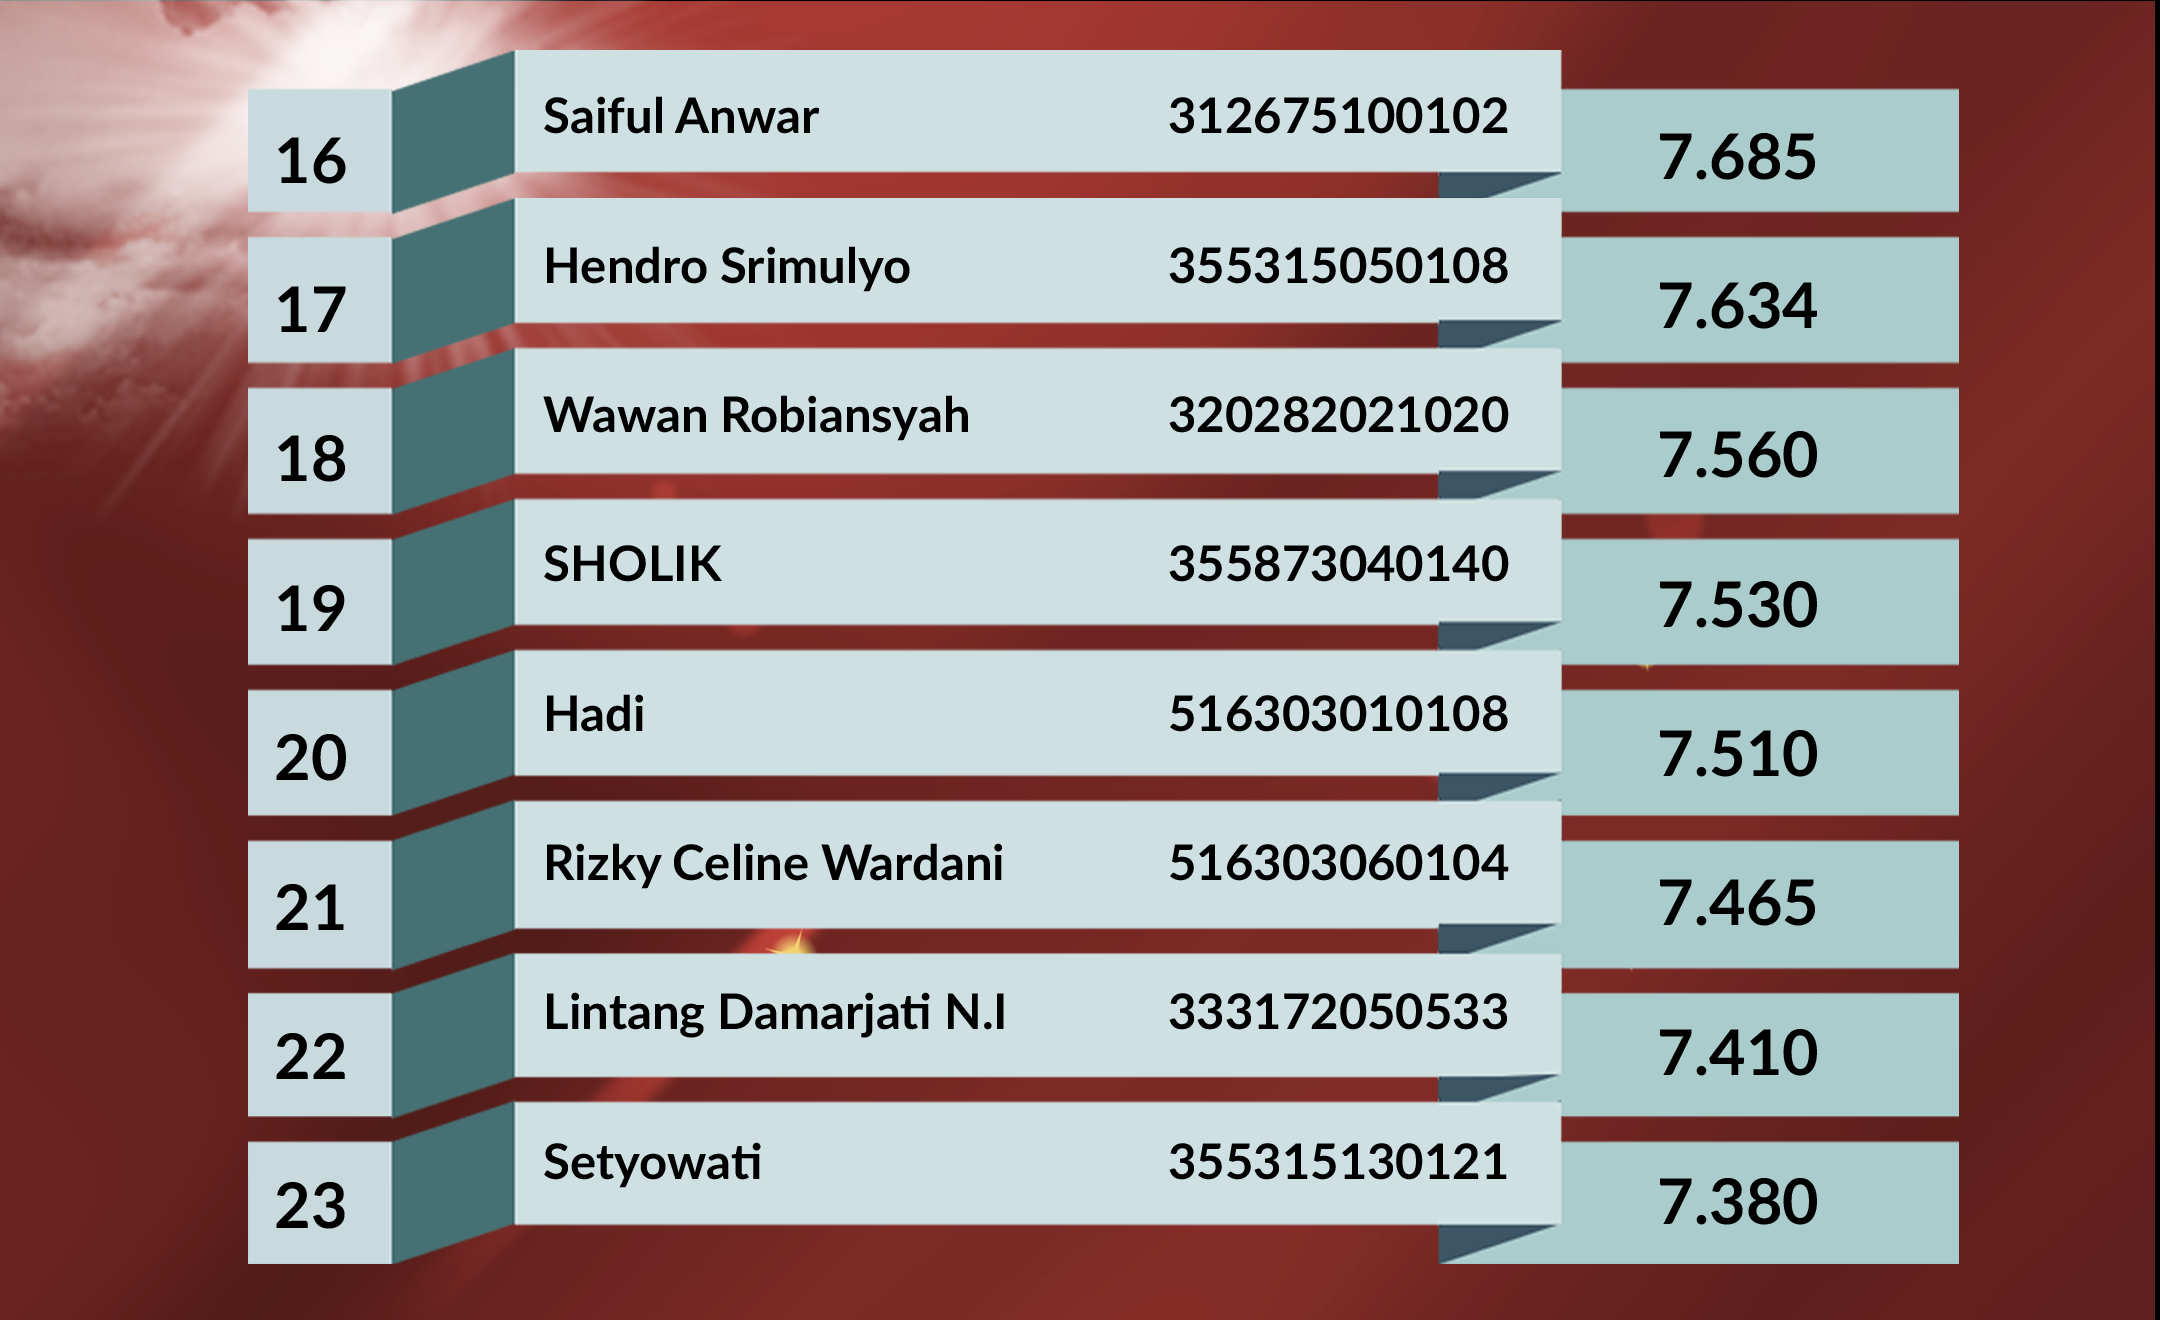 16 Saiful Anwar 312675100102 7.685
17 Hendro Srimulyo 355315050108 7.634
18 Wawan Robiansyah 320282021020 7.560
19 SHOLIK 355873040140 7.530
20 Hadi 516303010108 7.510
21 Rizky Celine Wardani 516303060104 7.465
22 Lintang Damarjati N.I 333172050533 7.410
23 Setyowati 355315130121 7.380